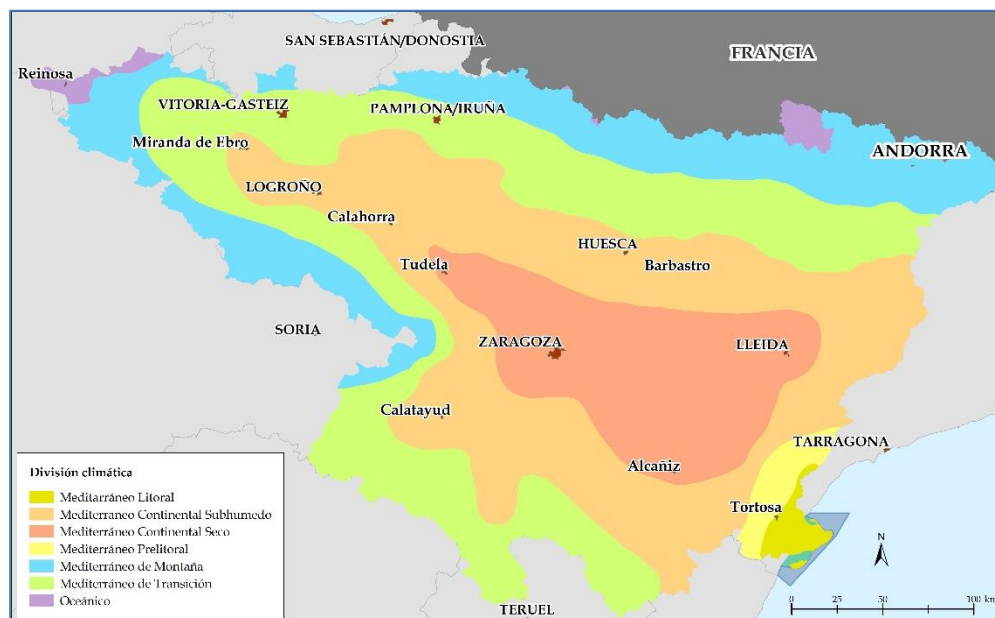 SAN SEBASTIÁN/DONOSTIA
FRANCIA
Reinosa
VITORIA-GASTEIZ
PAMPLONA/IRUÑA
Miranda de Ebro
ANDORRA
LOGROÑO
Calahorra
HUESCA
Barbastro
Tudela
SORIA
ZARAGOZA
LLEIDA
Calatayud
TARRAGONA
Alcañiz
Tortosa
TERUEL
División climática
Meditarráneo Litoral
Mediterraneo Continental Subhumedo
Mediterráneo Continental Seco
Mediterráneo Prelitoral
Mediterráneo de Montaña
Mediterráneo de Transición
Oceánico
N
0 25 50 100 km